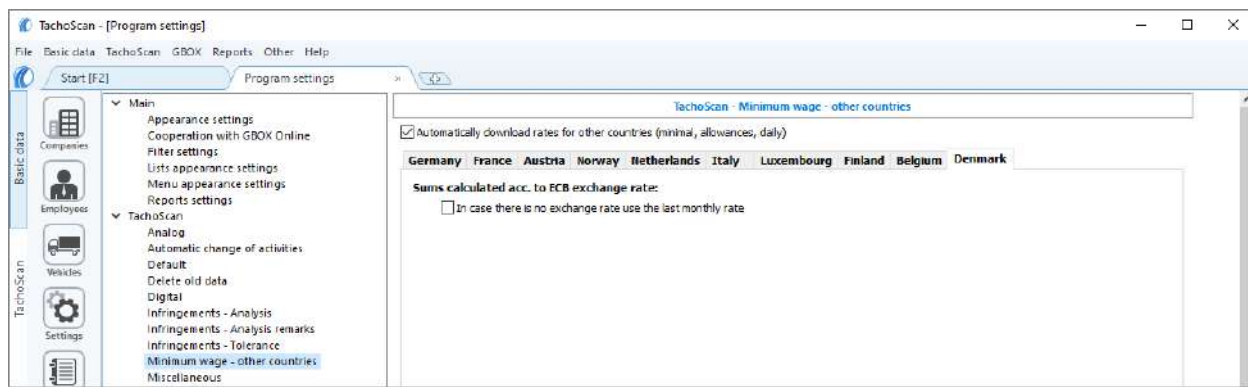 TachoScan - [Program settings]
File Basic data TachoScan GBOX Reports Other Help
Start [F2] Program settings
Basic data
TachoScan
Companies
Employees
Vehicles
Settings
Main
Appearance settings
Cooperation with GBOX Online
Filter settings
Lists appearance settings
Menu appearance settings
Reports settings
TachoScan
Analog
Automatic change of activities
Default
Delete old data
Digital
Infringements - Analysis
Infringements - Analysis remarks
Infringements - Tolerance
Minimum wage - other countries
Miscellaneous
TachoScan - Minimum wage - other countries
Automatically download rates for other countries (minimal, allowances, daily)
Germany France Austria Norway Netherlands Italy Luxembourg Finland Belgium Denmark
Sums calculated acc. to ECB exchange rate:
In case there is no exchange rate use the last monthly rate